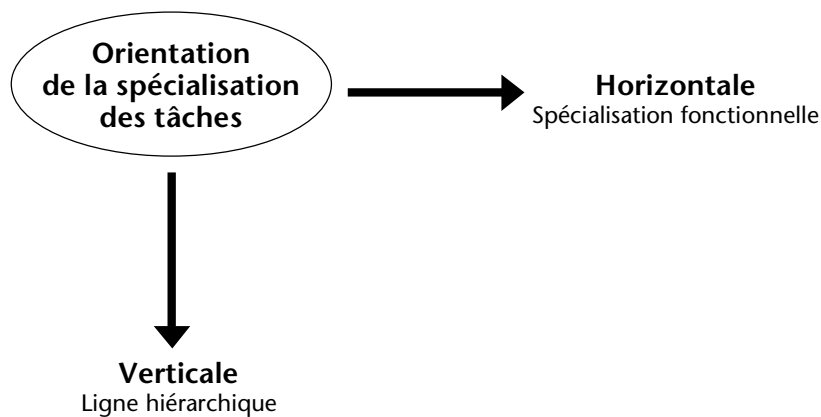 Orientation
de la spécialisation
des tâches
Horizontale
Spécialisation fonctionnelle
Verticale
Ligne hiérarchique